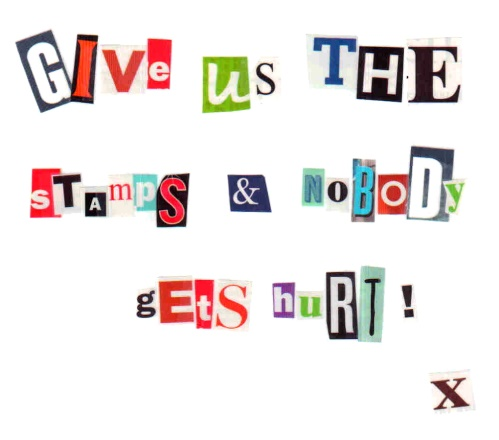 GIVe us THE
sTAmpS & NoBODy
gEtS huRT!
X